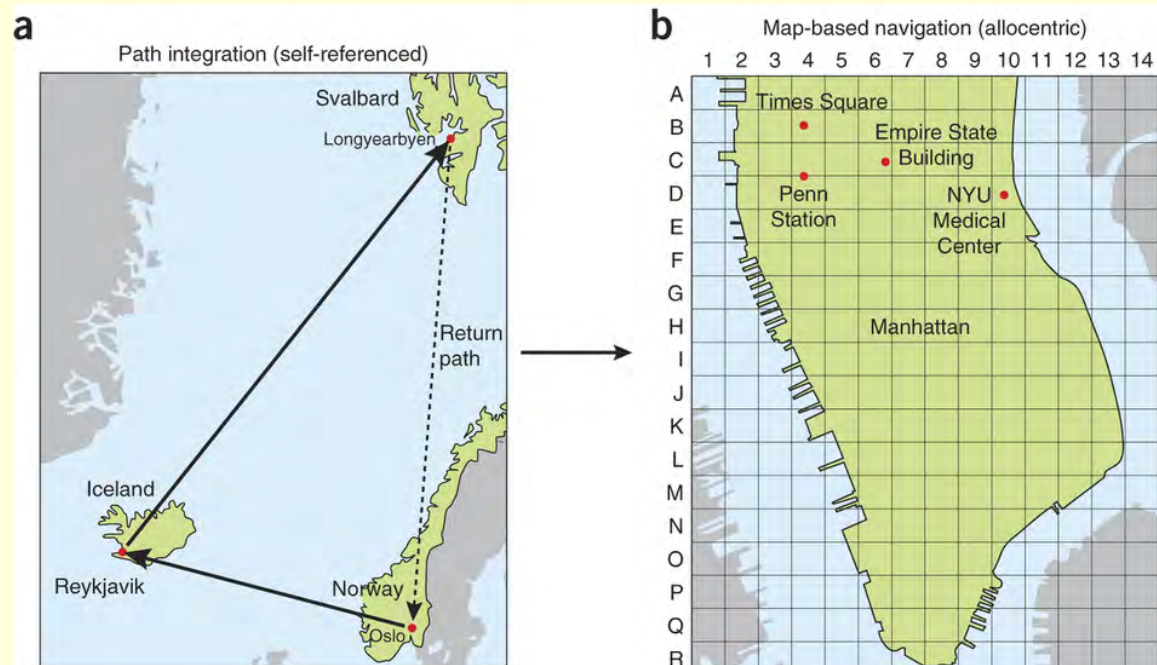 a
Path integration (self-referenced)
Svalbard
Longyearbyen
Return
path
Iceland
Reykjavik
Norway
Oslo
b
Map-based navigation (allocentric)
1 2 3 4 5 6 7 8 9 10 11 12 13 14
A
Times Square
B
Empire State
Building
C
D
Penn
Station
NYU
Medical
Center
E
F
G
H
Manhattan
I
J
K
L
M
N
O
P
Q
R